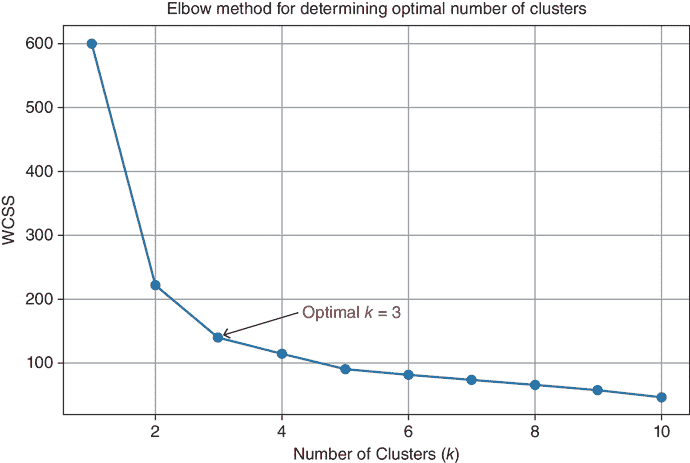 Elbow method for determining optimal number of clusters
600
500
400
300
200
100
WCSS
Optimal k = 3
2 4 6 8 10
Number of Clusters (k)